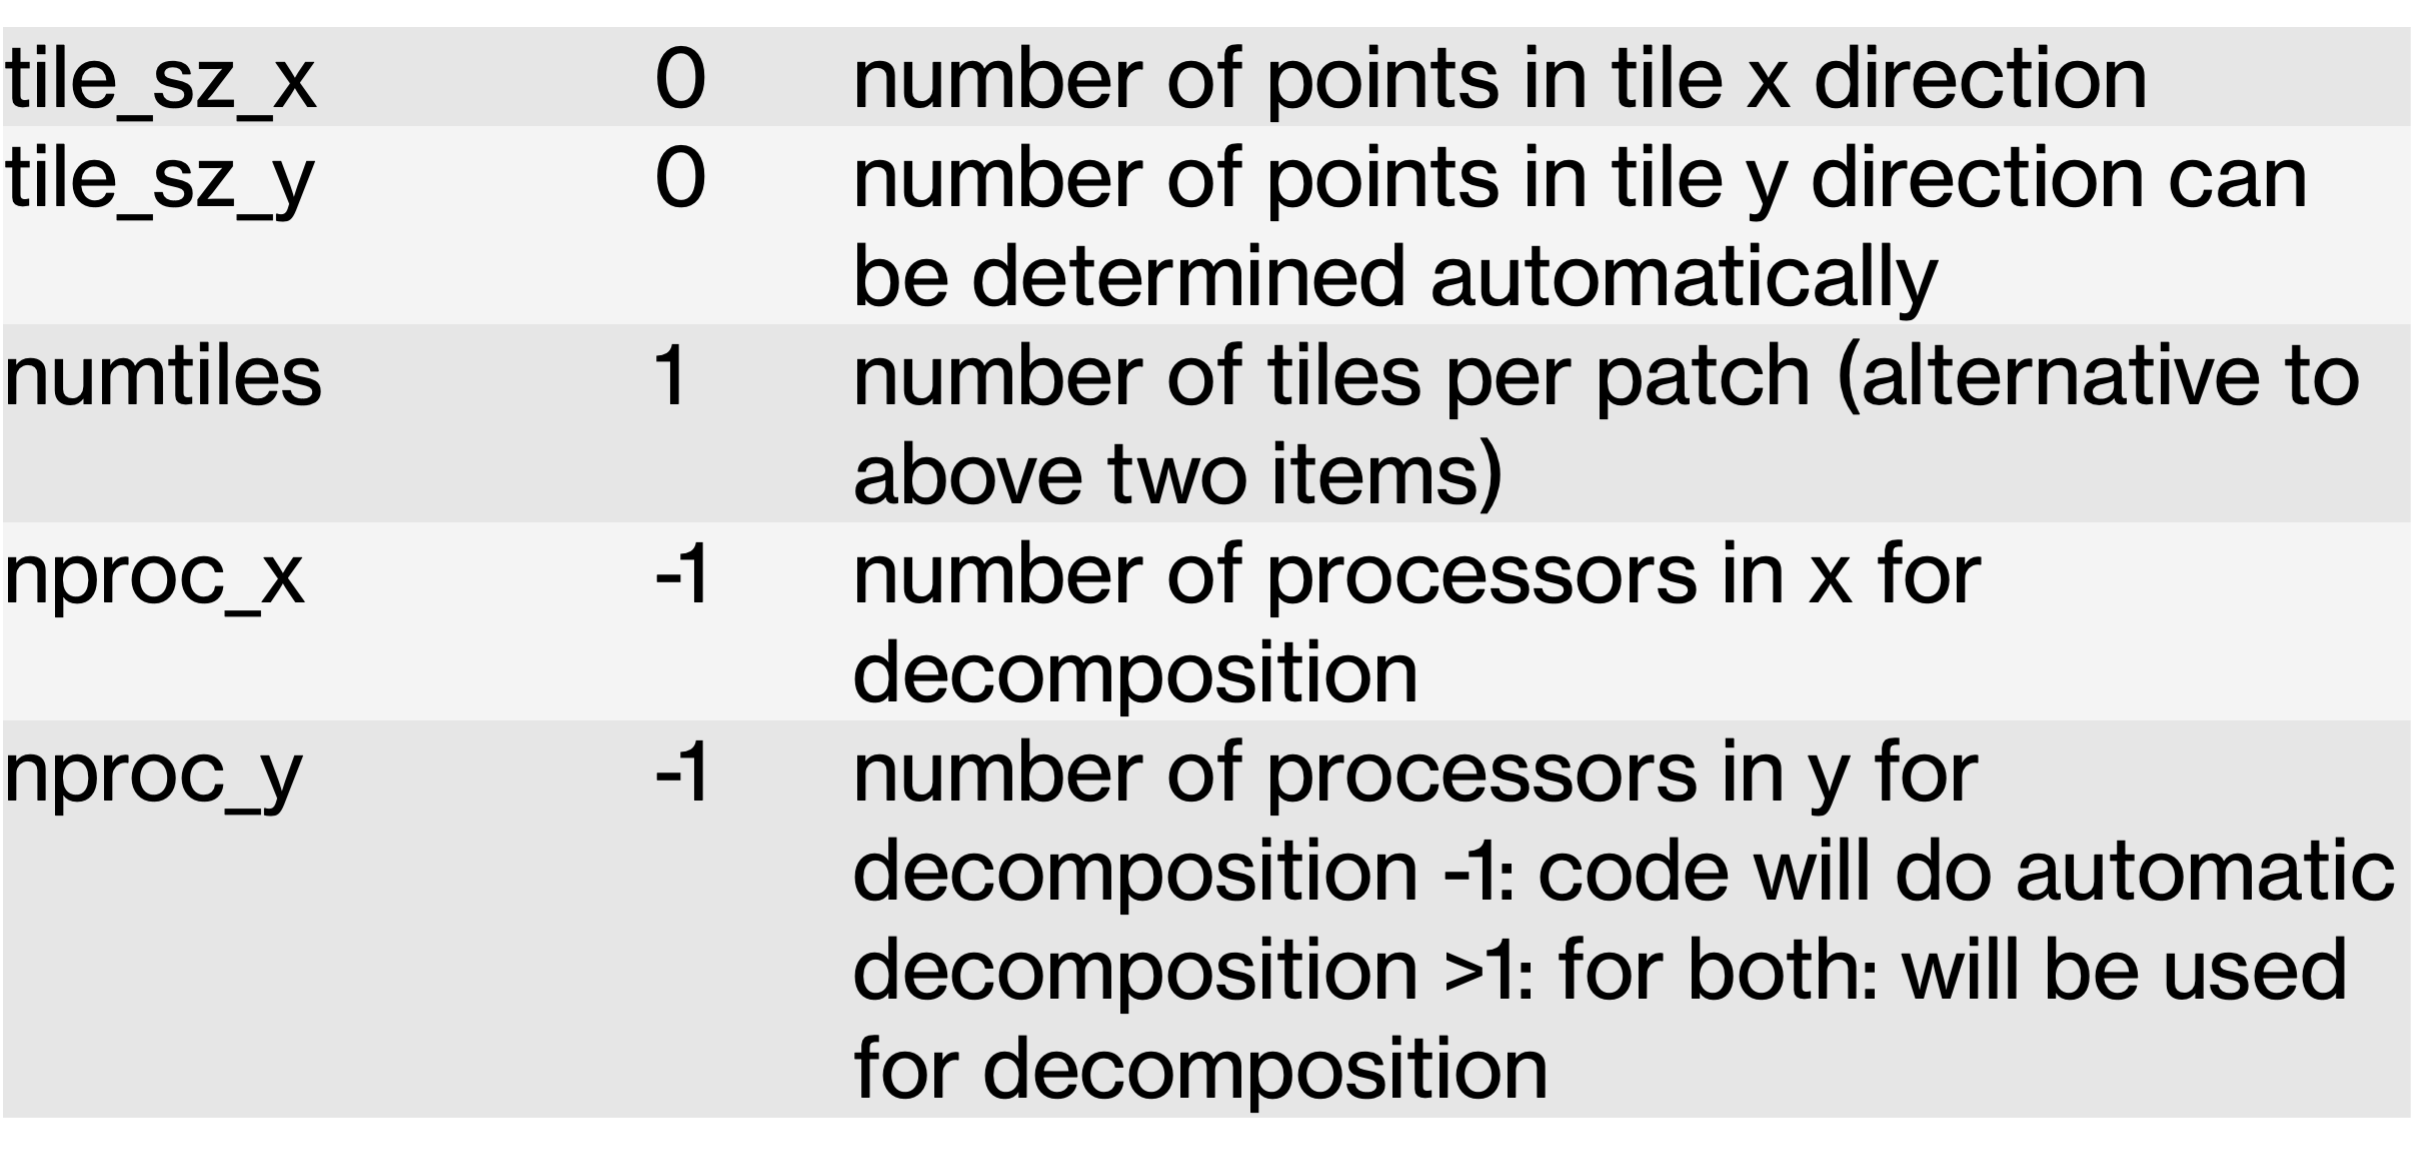 tile_sz_x 0 number of points in tile x direction
tile_sz_y 0 number of points in tile y direction can
be determined automatically
numtiles 1 number of tiles per patch (alternative to
above two items)
nproc_x -1 number of processors in x for
decomposition
nproc_y -1 number of processors in y for
decomposition -1: code will do automatic
decomposition >1: for both: will be used
for decomposition